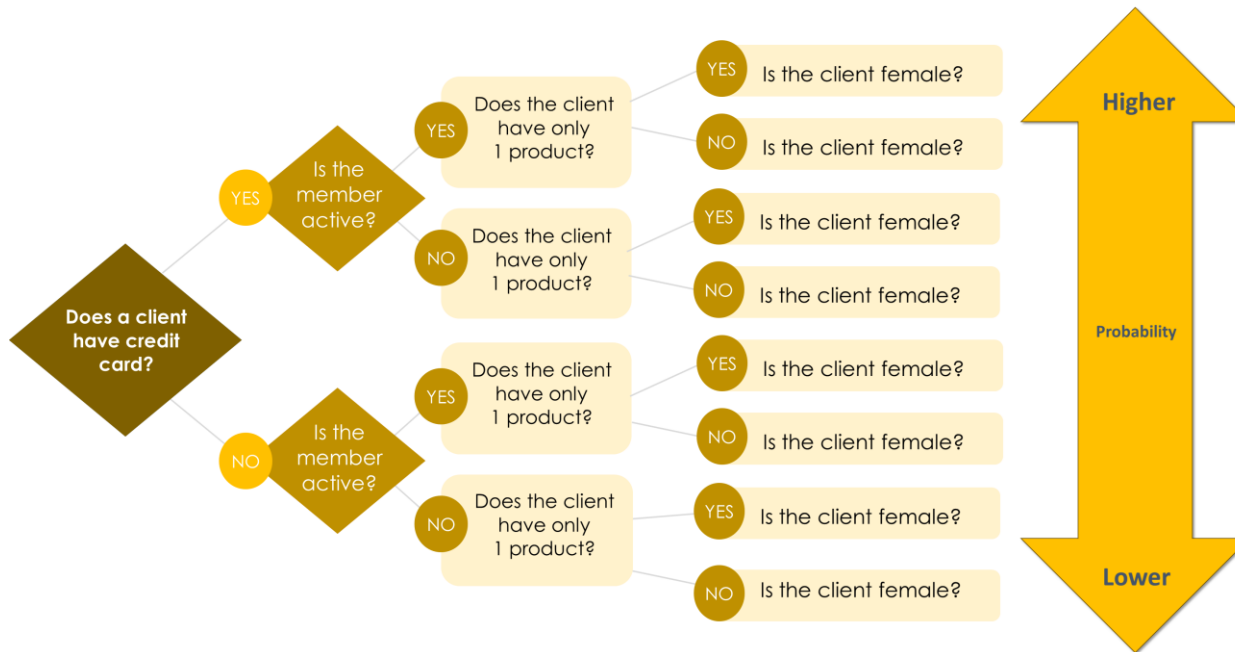 Does a client
have credit
card?
YES
Is the
member
active?
YES
Does the client
have only
1 product?
YES
Is the client female?
NO
Is the client female?
NO
Does the client
have only
1 product?
YES
Is the client female?
NO
Is the client female?
NO
Is the
member
active?
YES
Does the client
have only
1 product?
YES
Is the client female?
NO
Is the client female?
NO
Does the client
have only
1 product?
YES
Is the client female?
NO
Is the client female?
Higher
Probability
Lower